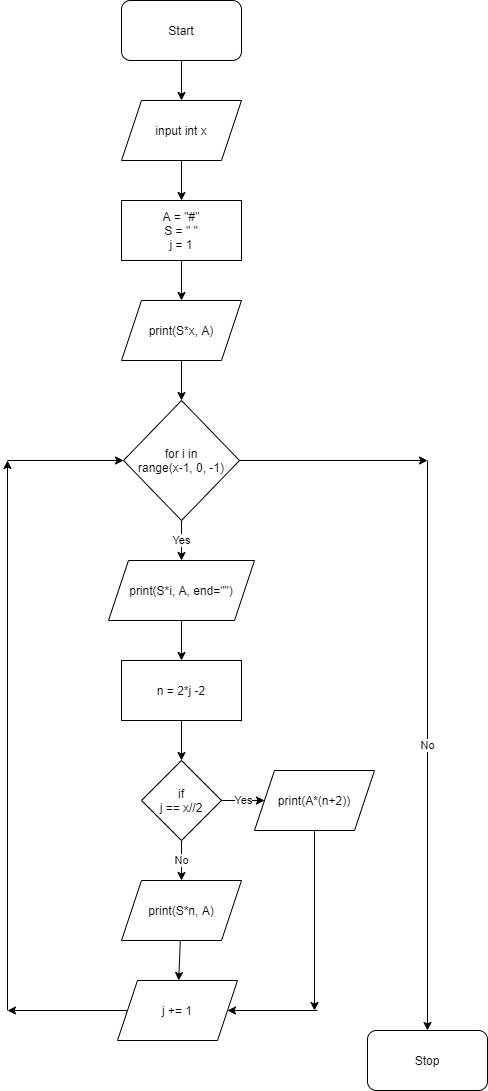 Start
input int x
A = "#"
S = " "
j = 1
print(S*x, A)
for i in
range(x-1, 0, -1)
Yes
print(S*i, A, end="")
n = 2*j -2
if
j == x//2
Yes
print(A*(n+2))
No
No
print(S*n, A)
j += 1
Stop